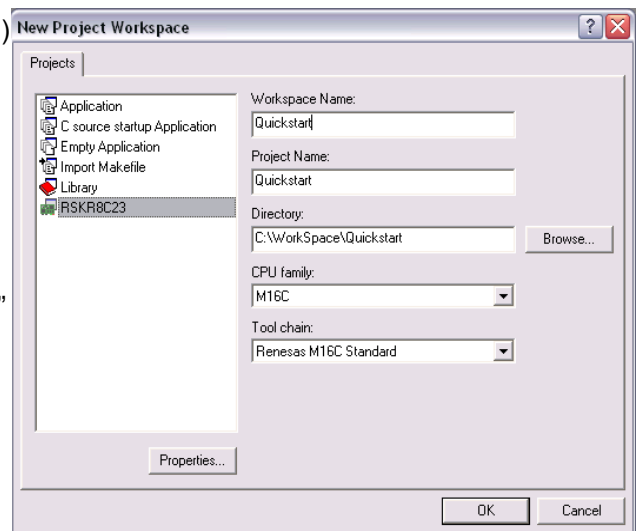 )
New Project Workspace
Projects
Application
C source startup Application
Empty Application
Import Makefile
Library
RSKR8C23
Properties...
Workspace Name:
Quickstart
Project Name:
Quickstart
Directory:
C:\WorkSpace\Quickstart
Browse...
CPU family:
M16C
Tool chain:
Renesas M16C Standard
”
OK
Cancel